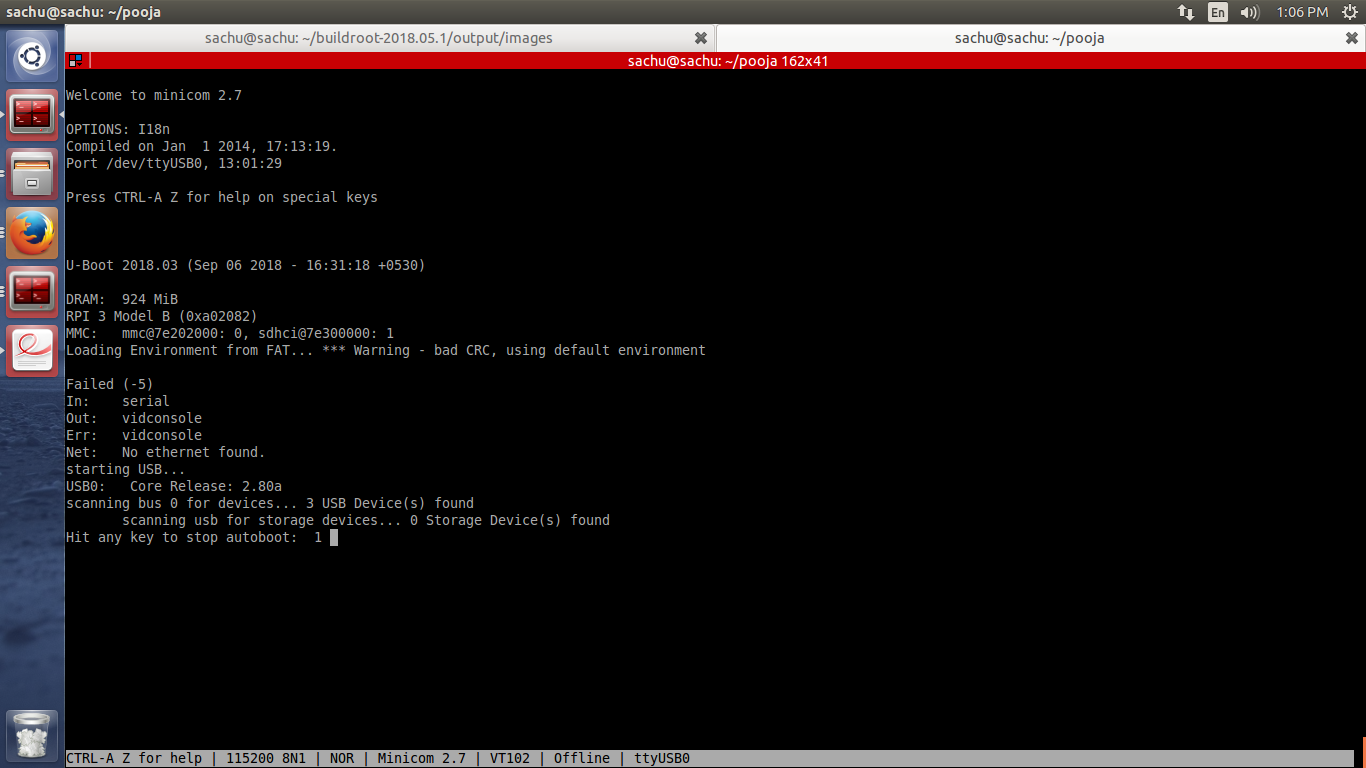 sachu@sachu: ~/pooja
En
1:06 PM
sachu@sachu: ~/buildroot-2018.05.1/output/images
sachu@sachu: ~/pooja
sachu@sachu: ~/pooja 162x41
Welcome to minicom 2.7
OPTIONS: I18n
Compiled on Jan  1 2014, 17:13:19.
Port /dev/ttyUSB0, 13:01:29
Press CTRL-A Z for help on special keys
U-Boot 2018.03 (Sep 06 2018 - 16:31:18 +0530)
DRAM:  924 MiB
RPI 3 Model B (0xa02082)
MMC:   mmc@7e202000: 0, sdhci@7e300000: 1
Loading Environment from FAT... *** Warning - bad CRC, using default environment
Failed (-5)
In:    serial
Out:   vidconsole
Err:   vidconsole
Net:   No ethernet found.
starting USB...
USB0:   Core Release: 2.80a
scanning bus 0 for devices... 3 USB Device(s) found
       scanning usb for storage devices... 0 Storage Device(s) found
Hit any key to stop autoboot:  1
CTRL-A Z for help | 115200 8N1 | NOR | Minicom 2.7 | VT102 | Offline | ttyUSB0